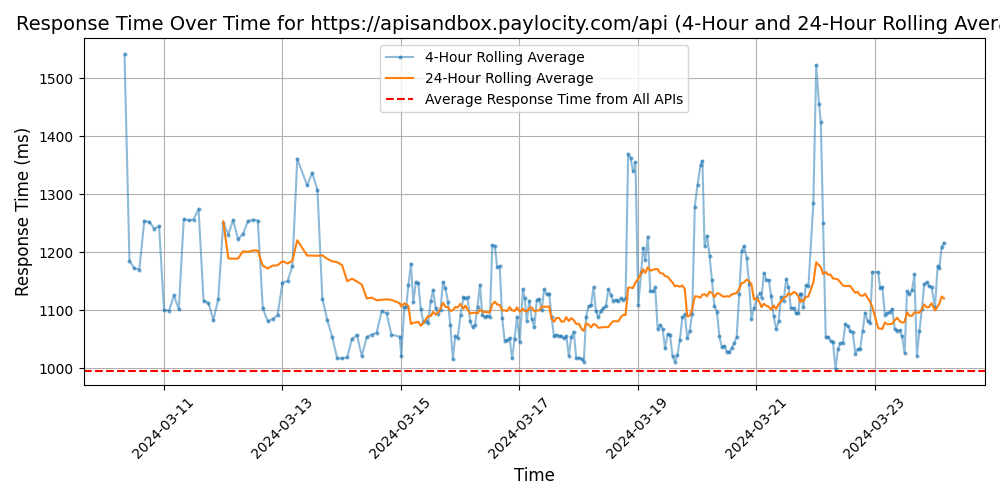 Response Time Over Time for https://apisandbox.paylocity.com/api (4-Hour and 24-Hour Rolling Avera
4-Hour Rolling Average
24-Hour Rolling Average
Average Response Time from All APIs
Response Time (ms)
1500
1400
1300
1200
1100
1000
2024-03-11
2024-03-13
2024-03-15
2024-03-17
2024-03-19
2024-03-21
2024-03-23
Time